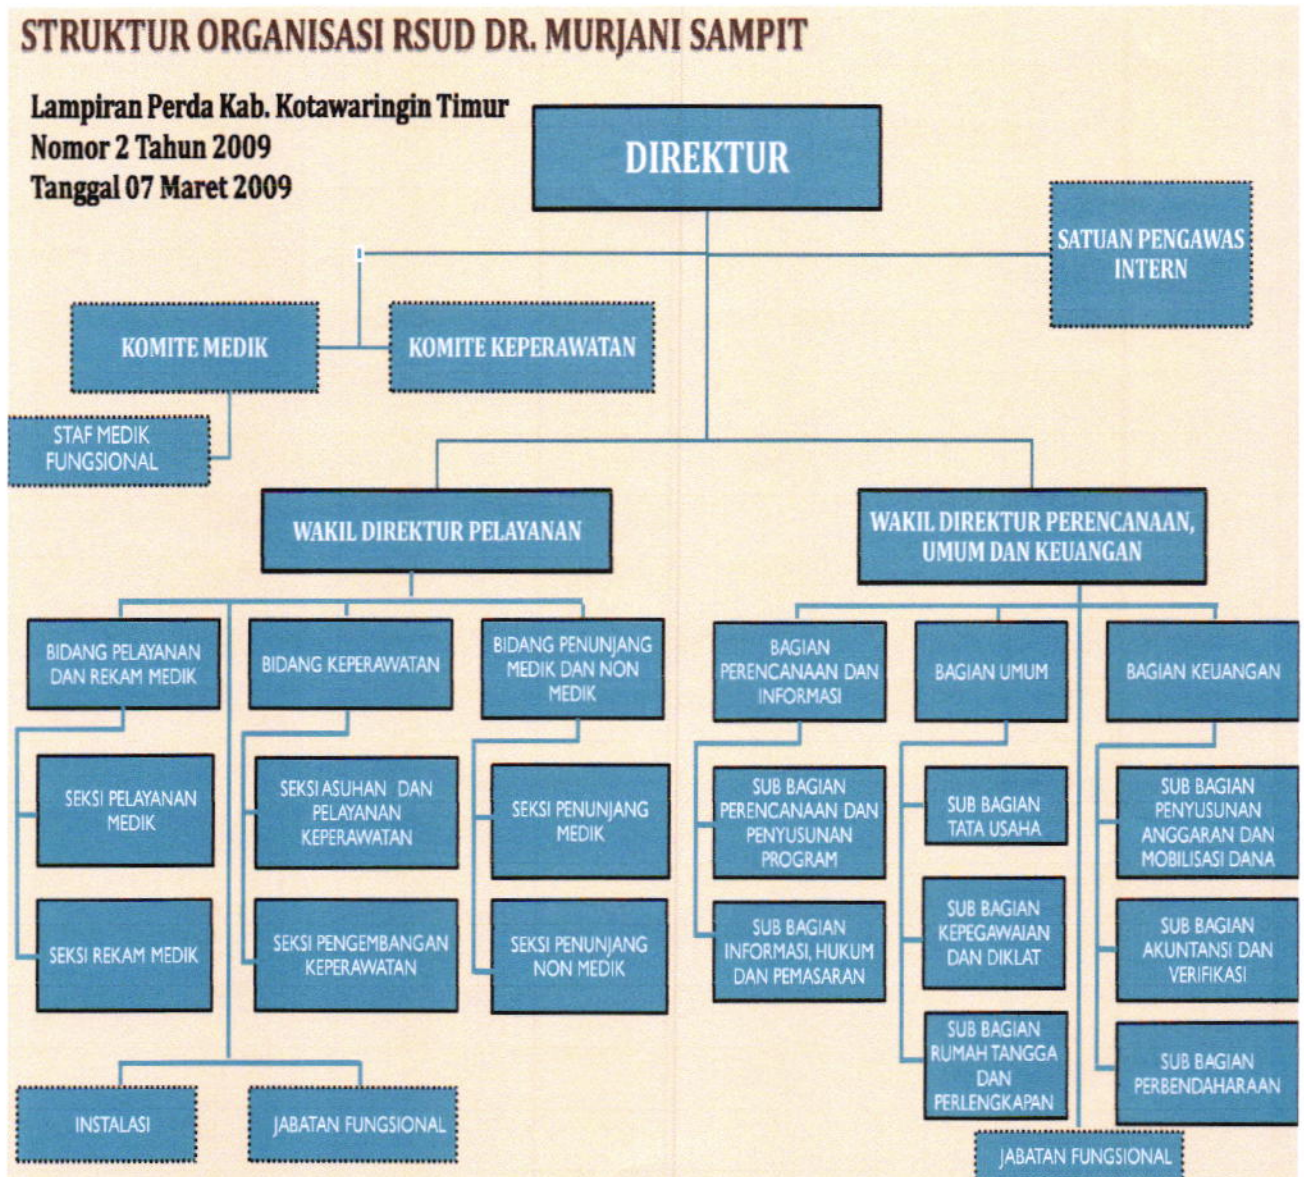 STRUKTUR ORGANISASI RSUD DR. MURJANI SAMPIT
Lampiran Perda Kab. Kotawaringin Timur
Nomor 2 Tahun 2009
Tanggal 07 Maret 2009
DIREKTUR
SATUAN PENGAWAS
INTERN
KOMITE MEDIK
KOMITE KEPERAWATAN
STAF MEDIK
FUNGSIONAL
WAKIL DIREKTUR PELAYANAN
WAKIL DIREKTUR PERENCANAAN,
UMUM DAN KEUANGAN
BIDANG PELAYANAN
DAN REKAM MEDIK
BIDANG KEPERAWATAN
BIDANG PENUNJANG
MEDIK DAN NON
MEDIK
BAGIAN
PERENCANAAN DAN
INFORMASI
BAGIAN UMUM
BAGIAN KEUANGAN
SEKSI PELAYANAN
MEDIK
SEKSI ASUHAN DAN
PELAYANAN
KEPERAWATAN
SEKSI PENUNJANG
MEDIK
SUB BAGIAN
PERENCANAAN DAN
PENYUSUNAN
PROGRAM
SUB BAGIAN
TATA USAHA
SUB BAGIAN
PENYUSUNAN
ANGGARAN DAN
MOBILISASI DANA
SEKSI REKAM MEDIK
SEKSI PENGEMBANGAN
KEPERAWATAN
SEKSI PENUNJANG
NON MEDIK
SUB BAGIAN
INFORMASI, HUKUM
DAN PEMASARAN
SUB BAGIAN
KEPEGAWAIAN
DAN DIKLAT
SUB BAGIAN
AKUNTANSI DAN
VERIFIKASI
SUB BAGIAN
RUMAH TANGGA
DAN
PERLENGKAPAN
SUB BAGIAN
PERBENDAHARAAN
INSTALASI
JABATAN FUNGSIONAL
JABATAN FUNGSIONAL